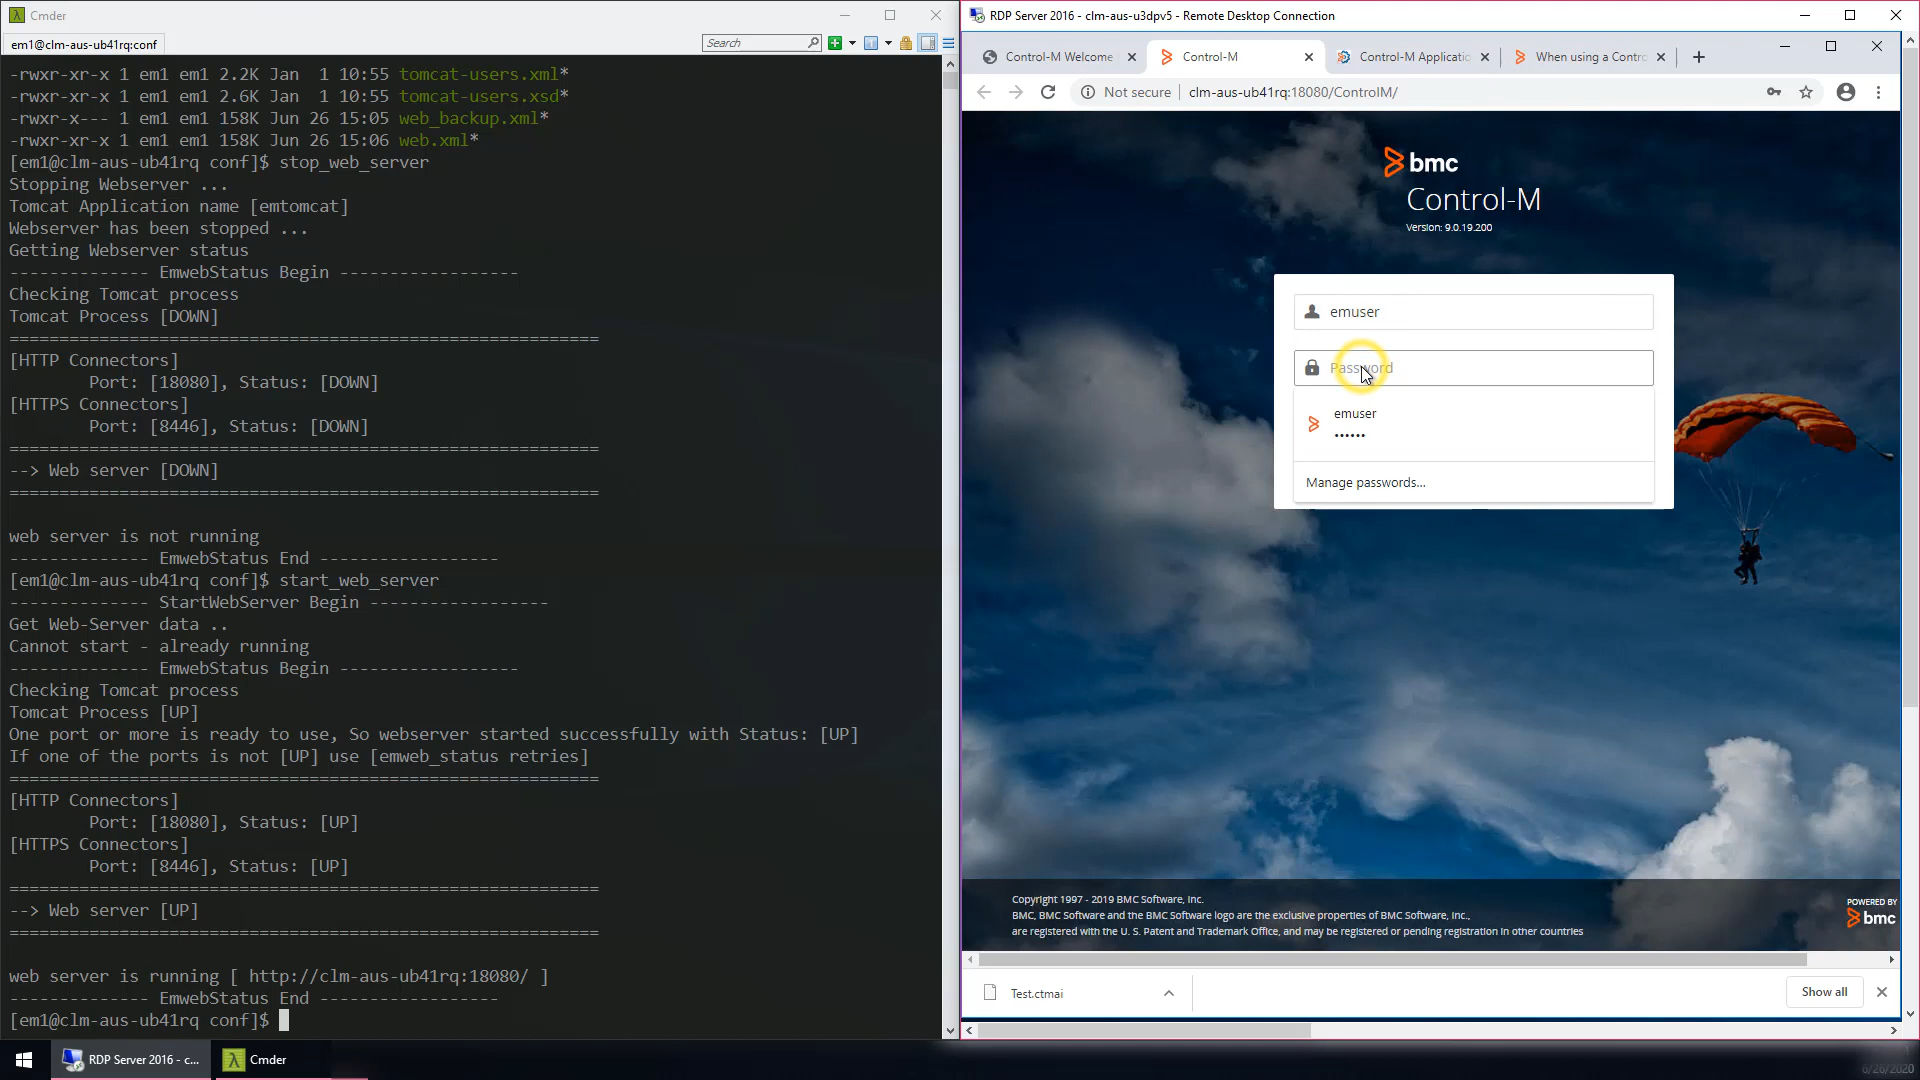 Cmder
em1@clm-aus-ub41rq:conf
Search
-rwxr-xr-x 1 em1 em1 2.2K Jan  1 10:55 tomcat-users.xml*
-rwxr-xr-x 1 em1 em1 2.6K Jan  1 10:55 tomcat-users.xsd*
-rwxr-x--- 1 em1 em1 158K Jun 26 15:05 web_backup.xml*
-rwxr-xr-x 1 em1 em1 158K Jun 26 15:06 web.xml*
[em1@clm-aus-ub41rq conf]$ stop_web_server
Stopping Webserver ...
Tomcat Application name [emtomcat]
Webserver has been stopped ...
Getting Webserver status
-------------- EmwebStatus Begin ------------------
Checking Tomcat process
Tomcat Process [DOWN]
===========================================================
[HTTP Connectors]
        Port: [18080], Status: [DOWN]
[HTTPS Connectors]
        Port: [8446], Status: [DOWN]
===========================================================
--> Web server [DOWN]
===========================================================
web server is not running
-------------- EmwebStatus End ------------------
[em1@clm-aus-ub41rq conf]$ start_web_server
-------------- StartWebServer Begin ------------------
Get Web-Server data ..
Cannot start - already running
-------------- EmwebStatus Begin ------------------
Checking Tomcat process
Tomcat Process [UP]
One port or more is ready to use, So webserver started successfully with Status: [UP]
If one of the ports is not [UP] use [emweb_status retries]
===========================================================
[HTTP Connectors]
        Port: [18080], Status: [UP]
[HTTPS Connectors]
        Port: [8446], Status: [UP]
===========================================================
--> Web server [UP]
===========================================================
web server is running [ http://clm-aus-ub41rq:18080/ ]
-------------- EmwebStatus End ------------------
[em1@clm-aus-ub41rq conf]$
RDP Server 2016 - clm-aus-u3dpv5 - Remote Desktop Connection
Control-M Welcome
Control-M
Control-M Applicatio
When using a Contro
Not secure
clm-aus-ub41rq:18080/ControlM/
bmc
Control-M
Version: 9.0.19.200
emuser
Password
emuser
••••••
Manage passwords...
Copyright 1997 - 2019 BMC Software, Inc.
BMC, BMC Software and the BMC Software logo are the exclusive properties of BMC Software, Inc.,
are registered with the U. S. Patent and Trademark Office, and may be registered or pending registration in other countries
POWERED BY
bmc
Test.ctmai
Show all
RDP Server 2016 - c...
Cmder
6/26/2020